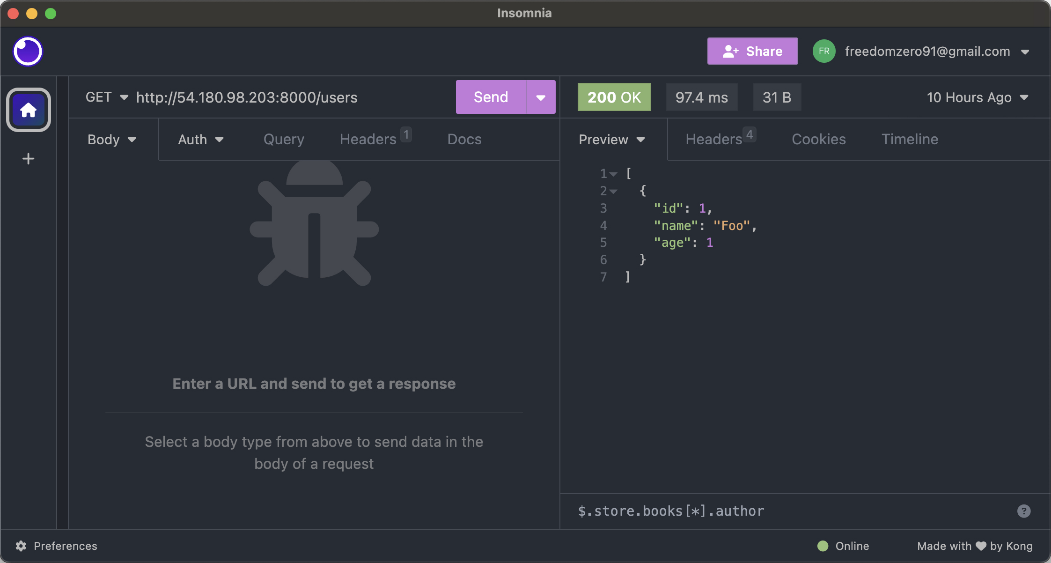 Insomnia
Share
FR
freedomzero91@gmail.com
GET
http://54.180.98.203:8000/users
Send
200 OK
97.4 ms
31 B
10 Hours Ago
Body
Auth
Query
Headers 1
Docs
Preview
Headers 4
Cookies
Timeline
1 [
2 {
3 "id": 1,
4 "name": "Foo",
5 "age": 1
6 }
7 ]
Enter a URL and send to get a response
Select a body type from above to send data in the
body of a request
$.store.books[*].author
?
Preferences
Online
Made with ♥ by Kong